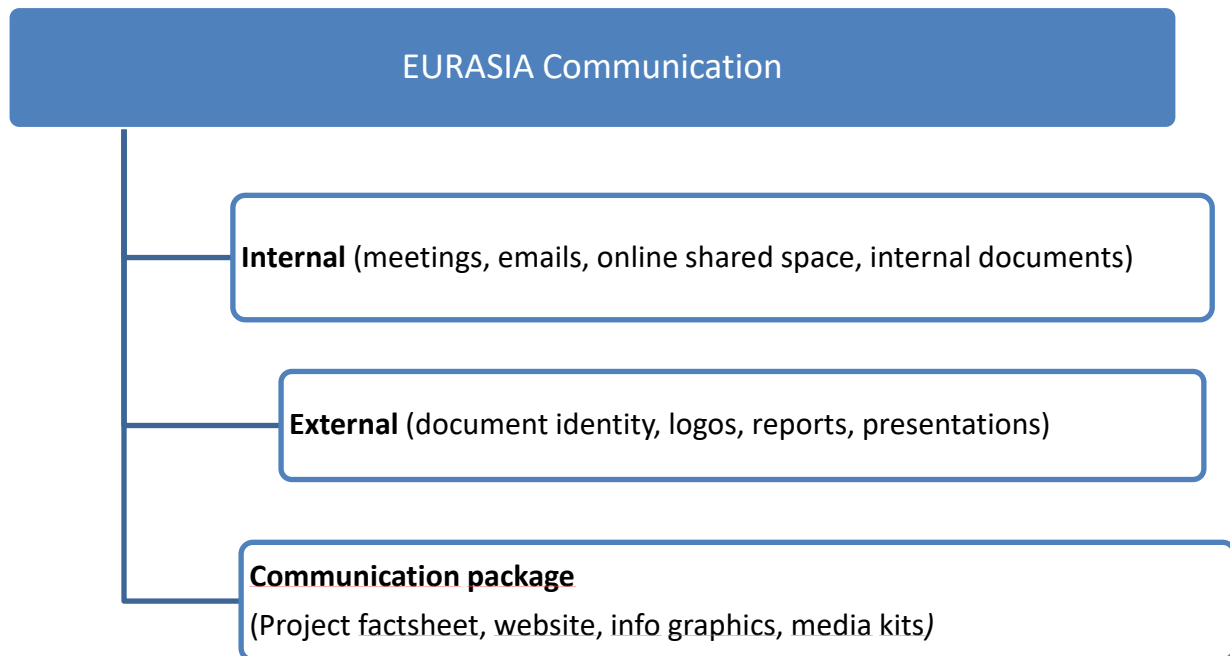 EURASIA Communication
Internal (meetings, emails, online shared space, internal documents)
External (document identity, logos, reports, presentations)
Communication package
(Project factsheet, website, info graphics, media kits)